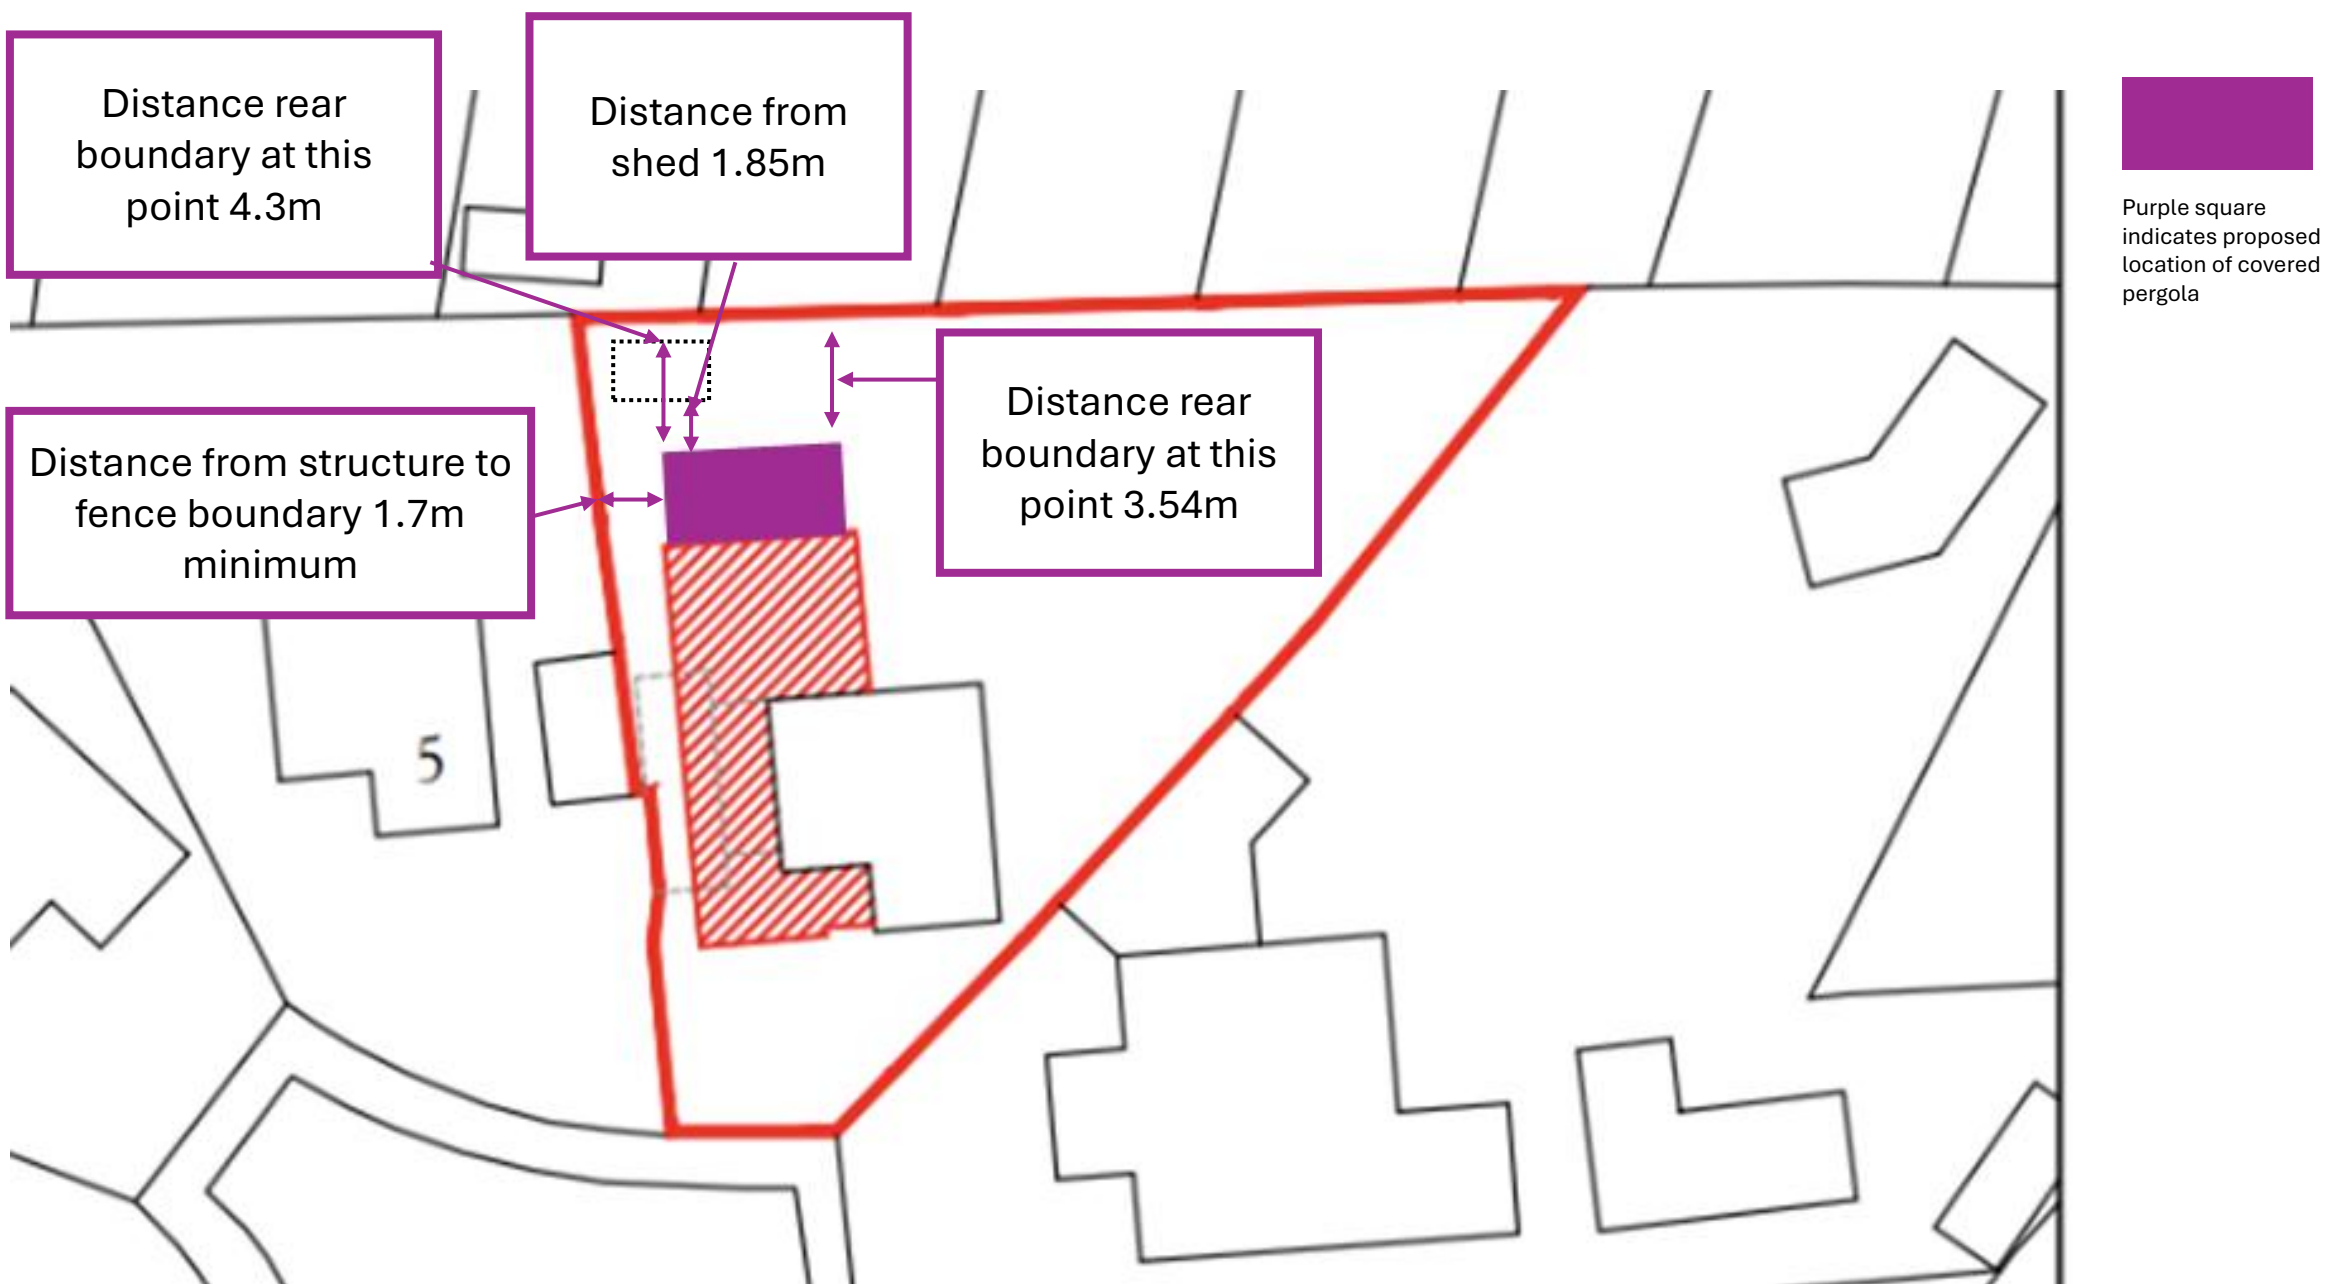 Distance rear
boundary at this
point 4.3m
Distance from
shed 1.85m
Purple square
indicates proposed
location of covered
pergola
Distance rear
boundary at this
point 3.54m
Distance from structure to
fence boundary 1.7m
minimum
5